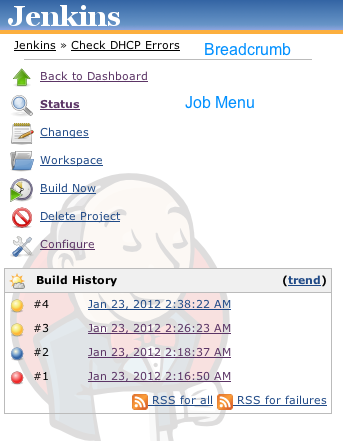 Jenkins
Jenkins » Check DHCP Errors Breadcrumb
Back to Dashboard
Status
Job Menu
Changes
Workspace
Build Now
Delete Project
Configure
Build History (trend)
#4 Jan 23, 2012 2:38:22 AM
#3 Jan 23, 2012 2:26:23 AM
#2 Jan 23, 2012 2:18:37 AM
#1 Jan 23, 2012 2:16:50 AM
RSS for all RSS for failures